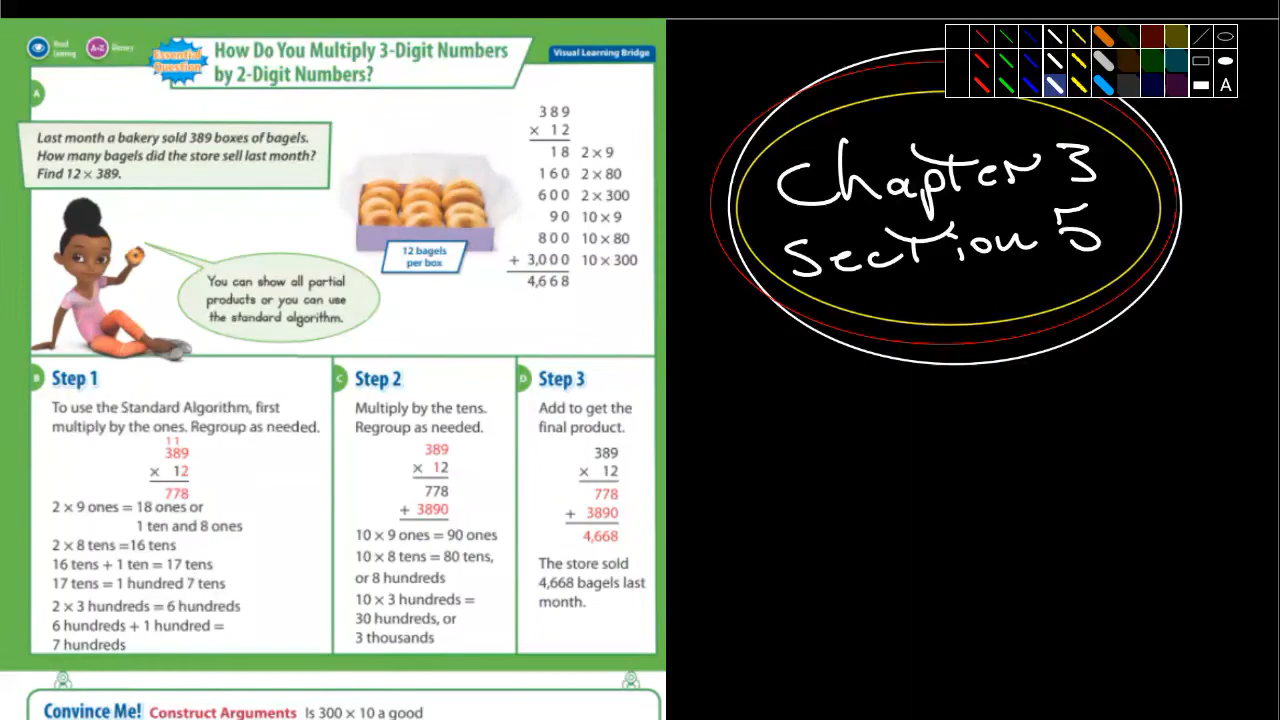 Read
Learning
A-Z
Glossary
Essential
Question
How Do You Multiply 3-Digit Numbers
by 2-Digit Numbers?
Visual Learning Bridge
A
Last month a bakery sold 389 boxes of bagels.
How many bagels did the store sell last month?
Find 12 × 389.
12 bagels
per box
You can show all partial
products or you can use
the standard algorithm.
389
× 12
18 2 × 9
160 2 × 80
600 2 × 300
90 10 × 9
800 10 × 80
+ 3,000 10 × 300
4,668
B Step 1
To use the Standard Algorithm, first
multiply by the ones. Regroup as needed.
1 1
389
× 12
778
2 × 9 ones = 18 ones or
1 ten and 8 ones
2 × 8 tens =16 tens
16 tens + 1 ten = 17 tens
17 tens = 1 hundred 7 tens
2 × 3 hundreds = 6 hundreds
6 hundreds + 1 hundred =
7 hundreds
C Step 2
Multiply by the tens.
Regroup as needed.
389
× 12
778
+ 3890
10 × 9 ones = 90 ones
10 × 8 tens = 80 tens,
or 8 hundreds
10 × 3 hundreds =
30 hundreds, or
3 thousands
D Step 3
Add to get the
final product.
389
× 12
778
+ 3890
4,668
The store sold
4,668 bagels last
month.
Convince Me! Construct Arguments Is 300 × 10 a good
Chapter 3
Section 5
A